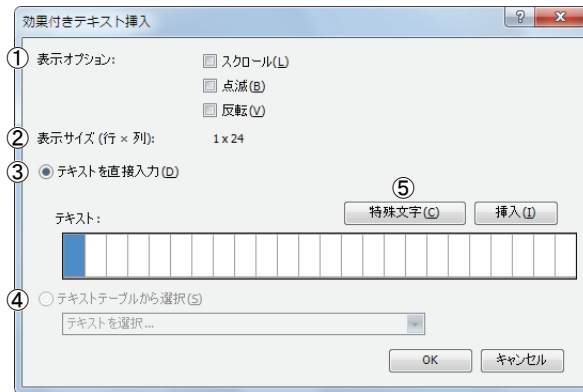 効果付きテキスト挿入
① 表示オプション: スクロール(L)
点滅(B)
反転(V)
② 表示サイズ (行 × 列): 1 x 24
③ テキストを直接入力(D)
⑤
テキスト: 特殊文字(C) 挿入(I)
④ テキストテーブルから選択(S)
テキストを選択...
OK キャンセル